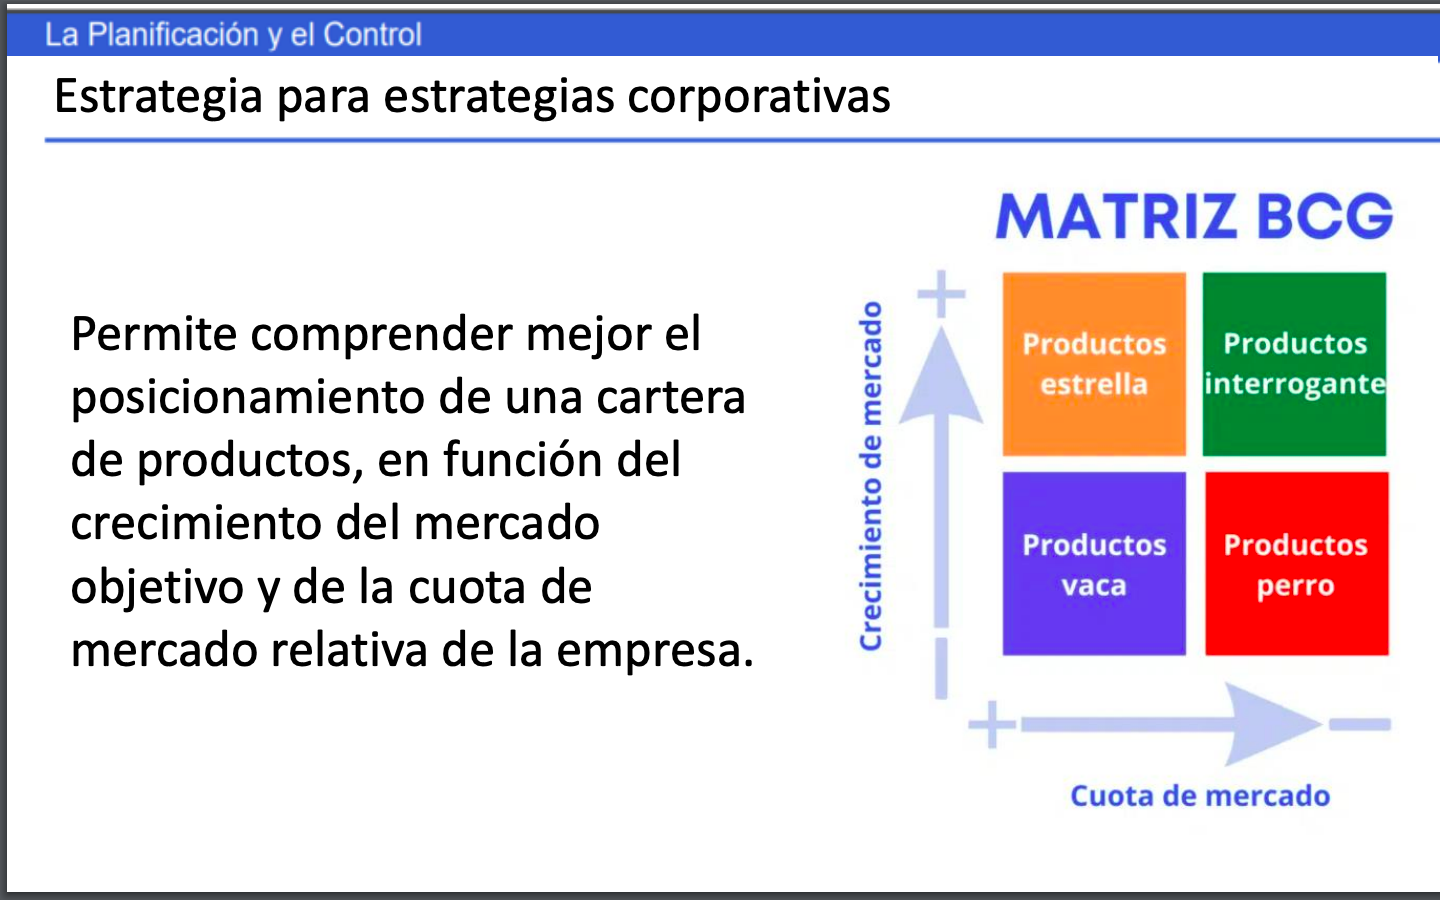 La Planificación y el Control
Estrategia para estrategias corporativas
Permite comprender mejor el
posicionamiento de una cartera
de productos, en función del
crecimiento del mercado
objetivo y de la cuota de
mercado relativa de la empresa.
MATRIZ BCG
Crecimiento de mercado
Productos
estrella
Productos
interrogante
Productos
vaca
Productos
perro
Cuota de mercado